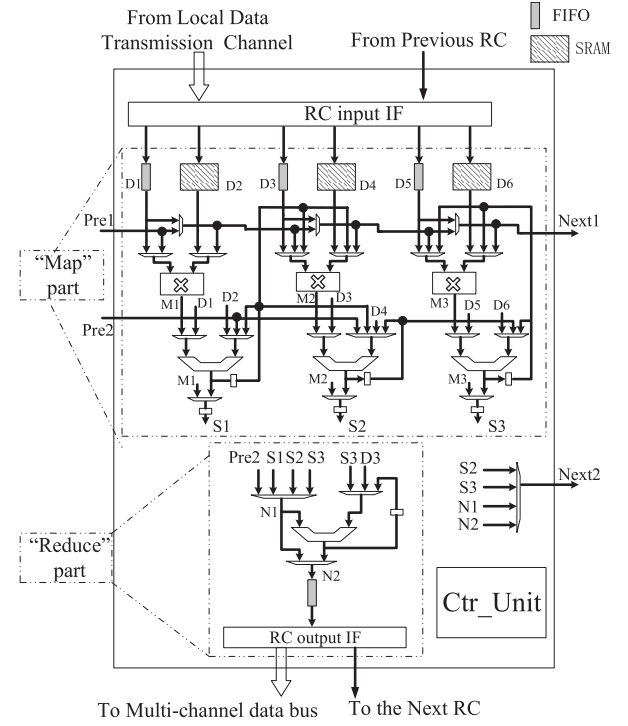 From Local Data
Transmission Channel
From Previous RC
FIFO
SRAM
RC input IF
D1
D2
D3
D4
D5
D6
Pre1
Next1
“Map”
part
M1
D1
D2
M2
D3
D4
M3
D5
D6
Pre2
M1
M2
M3
S1
S2
S3
Pre2 S1 S2 S3 S3 D3
N1
N2
S2
S3
N1
N2
Next2
“Reduce”
part
Ctr_Unit
RC output IF
To Multi-channel data bus
To the Next RC